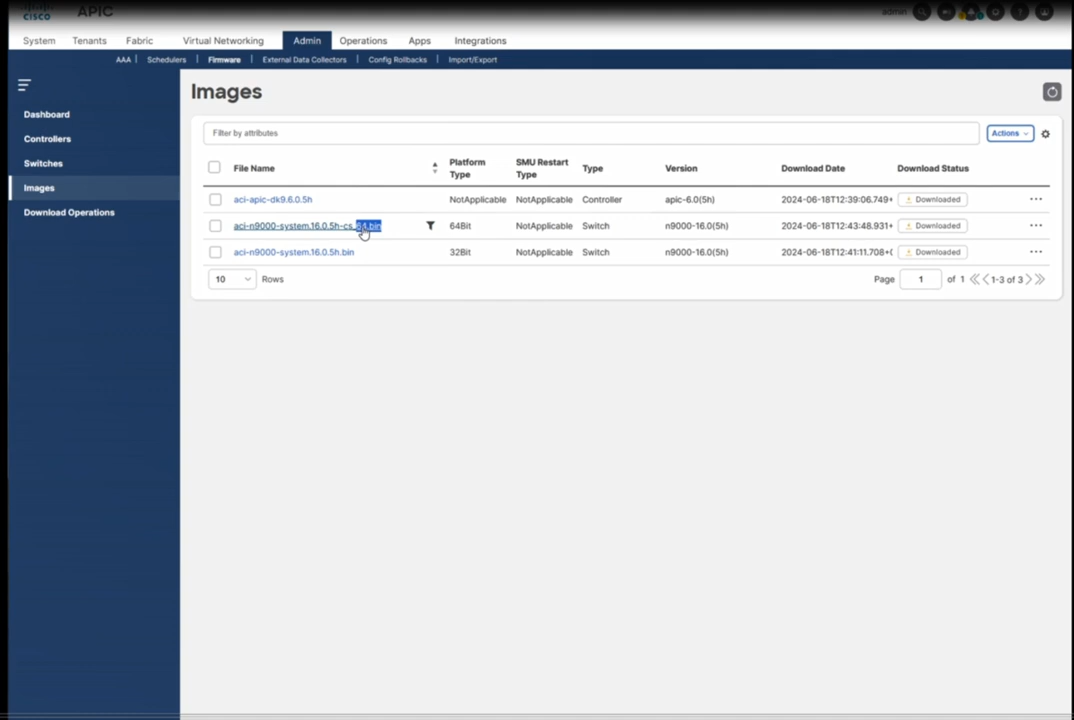 CISCO APIC admin
System Tenants Fabric Virtual Networking Admin Operations Apps Integrations
AAA | Schedulers | Firmware | External Data Collectors | Config Rollbacks | Import/Export
Dashboard
Controllers
Switches
Images
Download Operations
Images
Filter by attributes Actions
File Name Platform Type SMU Restart Type Type Version Download Date Download Status
aci-apic-dk9.6.0.5h NotApplicable NotApplicable Controller apic-6.0(5h) 2024-06-18T12:39:06.749+ Downloaded
aci-n9000-system.16.0.5h-cs_64.bin 64Bit NotApplicable Switch n9000-16.0(5h) 2024-06-18T12:43:48.931+ Downloaded
aci-n9000-system.16.0.5h.bin 32Bit NotApplicable Switch n9000-16.0(5h) 2024-06-18T12:41:11.708+( Downloaded
10 Rows Page 1 of 1 1-3 of 3